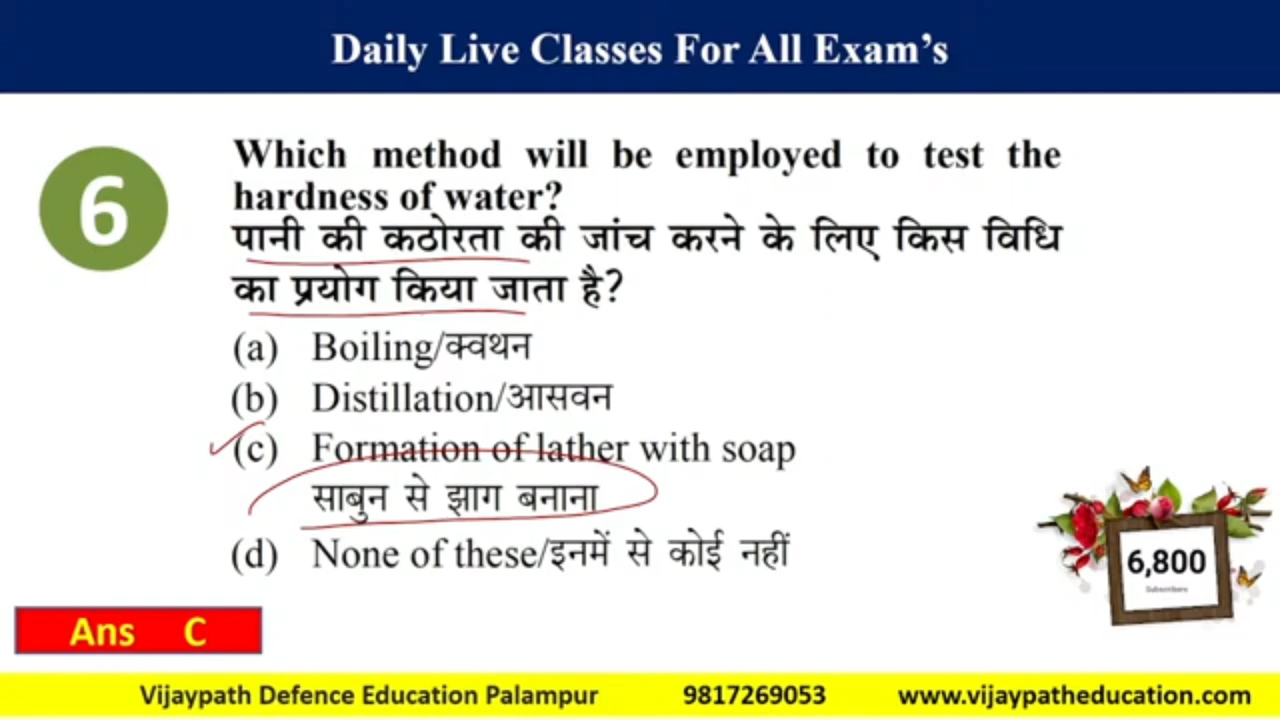 Daily Live Classes For All Exam’s
6
Which method will be employed to test the
hardness of water?
पानी की कठोरता की जांच करने के लिए किस विधि
का प्रयोग किया जाता है?
(a) Boiling/क्वथन
(b) Distillation/आसवन
(c) Formation of lather with soap
साबुन से झाग बनाना
(d) None of these/इनमें से कोई नहीं
6,800
Subscribers
Ans C
Vijaypath Defence Education Palampur 9817269053 www.vijaypatheducation.com